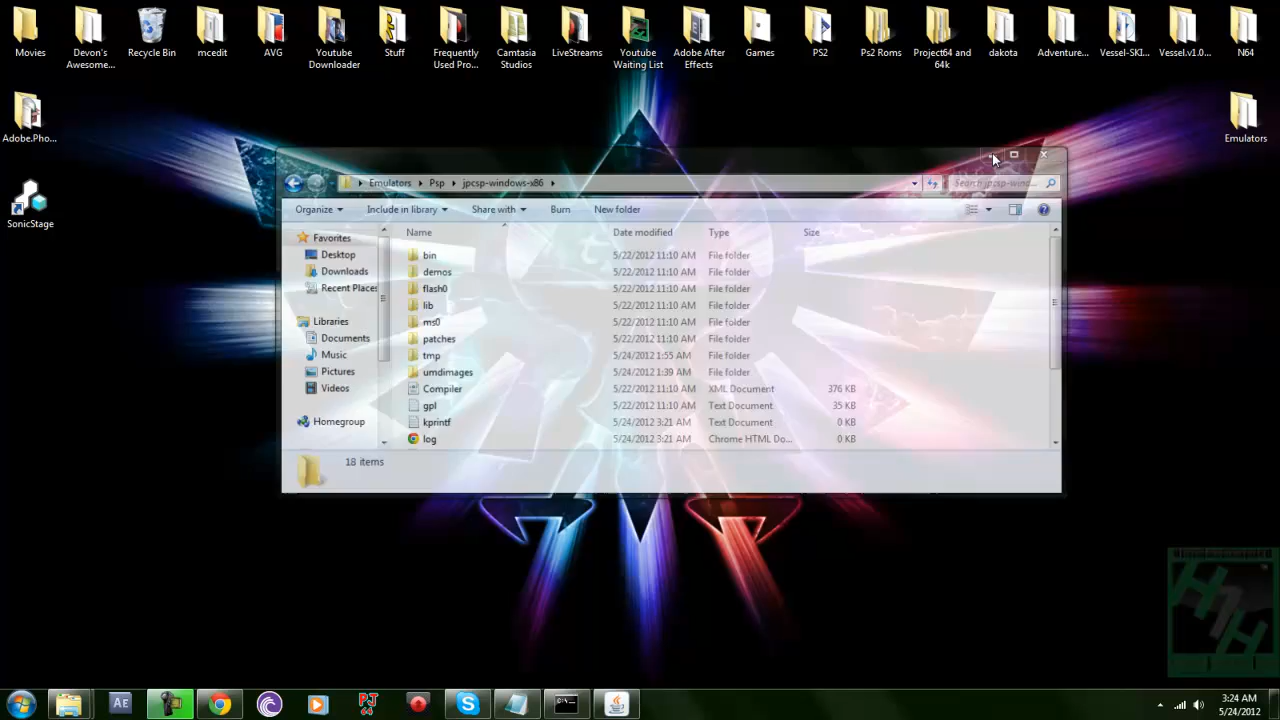 Movies
Devon's
Awesome...
Recycle Bin
mcedit
AVG
Youtube
Downloader
Stuff
Frequently
Used Pro...
Camtasia
Studios
LiveStreams
Youtube
Waiting List
Adobe After
Effects
Games
PS2
PS2 Roms
Project64 and
64k
dakota
Adventure...
Vessel-SKI...
Vessel.v1.0...
N64
Adobe.Pho...
Emulators
SonicStage
Emulators
Psp
jpcsp-windows-x86
Search jpcsp-wind...
Organize
Include in library
Share with
Burn
New folder
Favorites
Desktop
Downloads
Recent Places
Libraries
Documents
Music
Pictures
Videos
Homegroup
Name Date modified Type Size
bin 5/22/2012 11:10 AM File folder
demos 5/22/2012 11:10 AM File folder
flash0 5/22/2012 11:10 AM File folder
lib 5/22/2012 11:10 AM File folder
ms0 5/22/2012 11:10 AM File folder
patches 5/22/2012 11:10 AM File folder
tmp 5/24/2012 1:55 AM File folder
umdimages 5/24/2012 1:39 AM File folder
Compiler 5/22/2012 11:10 AM XML Document 376 KB
gpl 5/22/2012 11:10 AM Text Document 35 KB
kprintf 5/24/2012 3:21 AM Text Document 0 KB
log 5/24/2012 3:21 AM Chrome HTML Do... 0 KB
18 items
H1H
Ae
PJ
64
C:\...
3:24 AM
5/24/2012